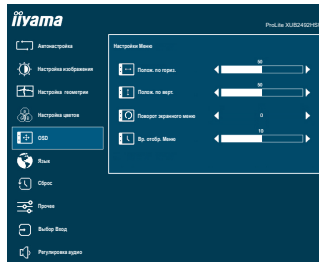 iiyama
ProLite XUB2492HSU
Автонастройка
Настройка изображения
Настройка геометрии
Настройка цветов
OSD
Язык
Сброс
Прочее
Выбор Вход
Регулировка аудио
Настройки Меню
Полож. по гориз.
50
Полож. по верт.
50
Поворот экранного меню
0
Вр. отобр. Меню
10